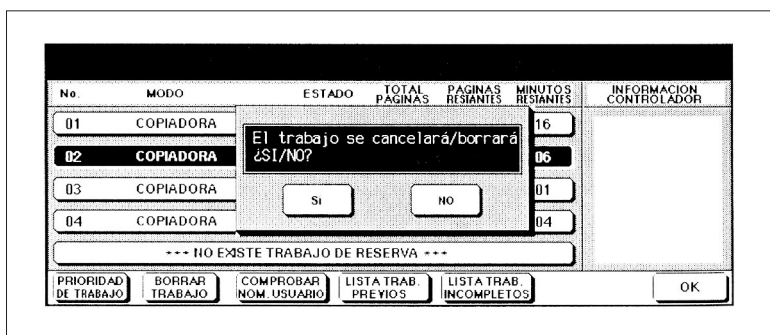 No. MODO ESTADO TOTAL PAGINAS PAGINAS RESTANTES MINUTOS RESTANTES INFORMACION CONTROLADOR
01 COPIADORA 16
El trabajo se cancelará/borrará
¿SI/NO?
02 COPIADORA 06
03 COPIADORA 01
Si NO
04 COPIADORA 04
*** NO EXISTE TRABAJO DE RESERVA ***
PRIORIDAD DE TRABAJO BORRAR TRABAJO COMPROBAR NOM. USUARIO LISTA TRAB. PREVIOS LISTA TRAB. INCOMPLETOS OK